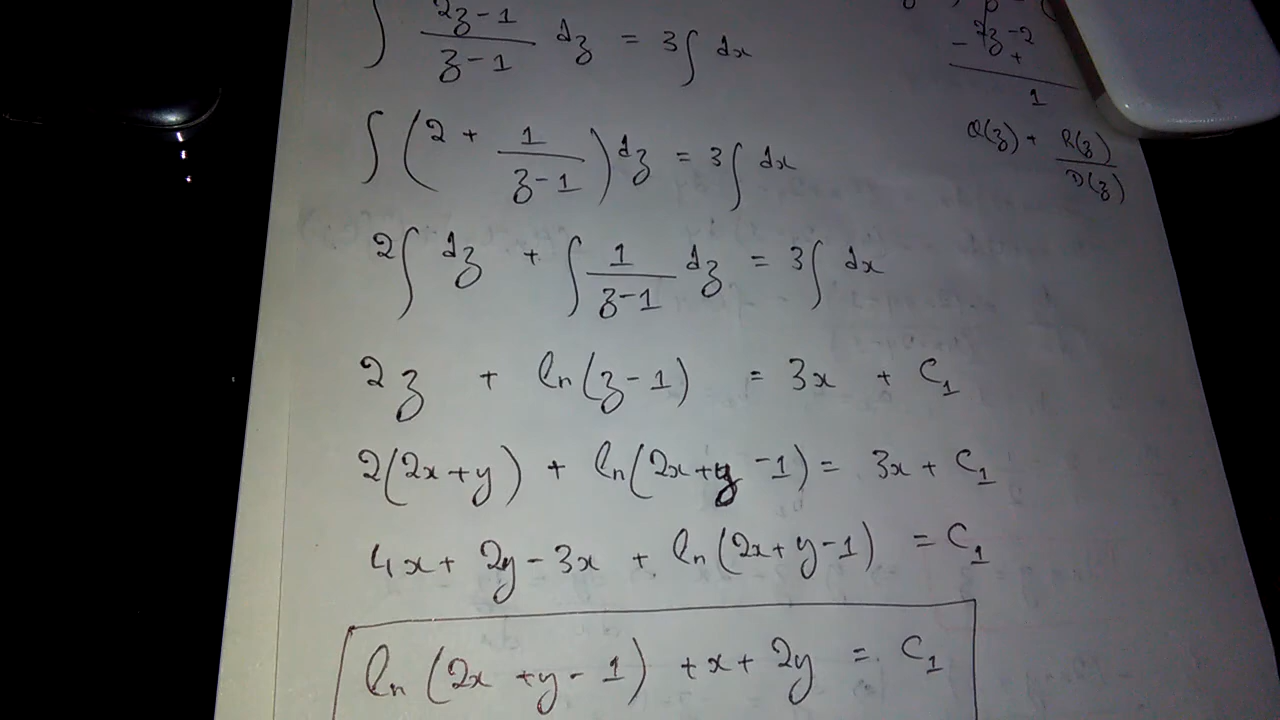 ∫ (2z-1)/(z-1) dz = 3∫ dx
∫ (2 + 1/(z-1)) dz = 3∫ dx
2∫ dz + ∫ 1/(z-1) dz = 3∫ dx
2z + ln(z-1) = 3x + C₁
2(2x+y) + ln(2x+y-1) = 3x + C₁
4x + 2y - 3x + ln(2x+y-1) = C₁
ln(2x+y-1) + x + 2y = C₁
- 2z -2
+
1
Q(z) + R(z)/D(z)